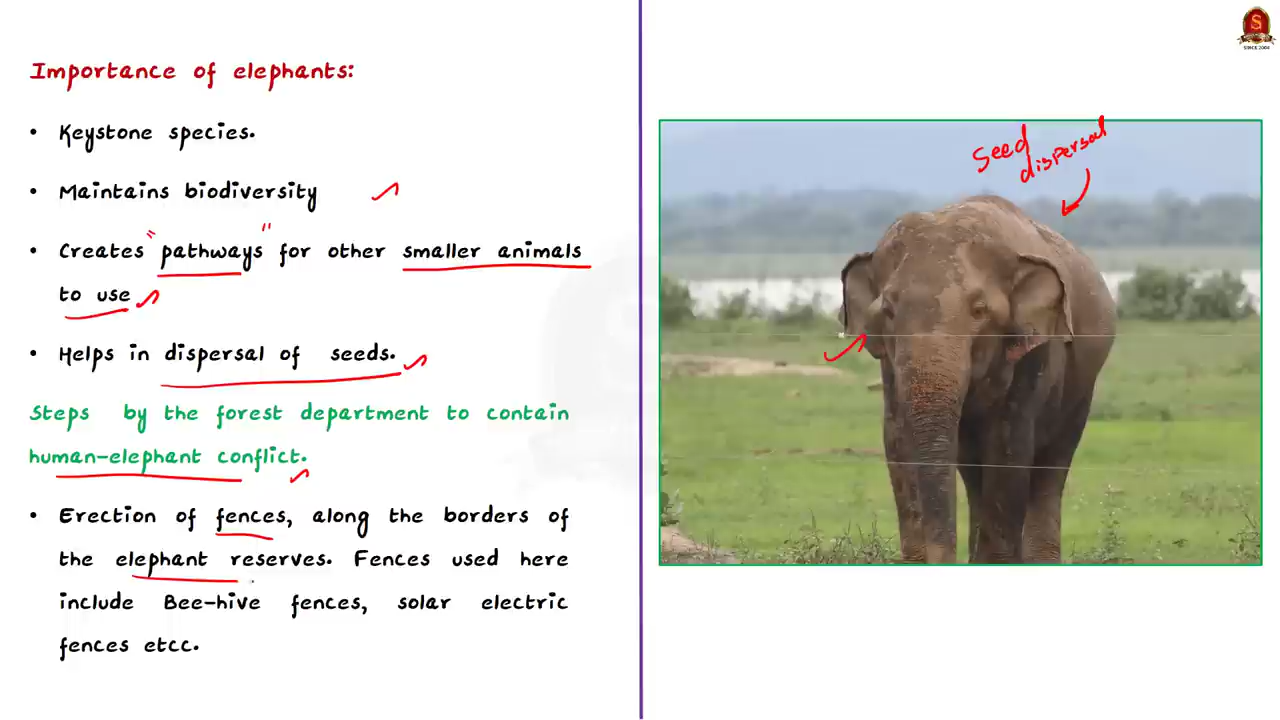 Importance of elephants:
• Keystone species.
• Maintains biodiversity
• Creates "pathways" for other smaller animals
to use
• Helps in dispersal of seeds.
Steps by the forest department to contain
human-elephant conflict.
• Erection of fences, along the borders of
the elephant reserves. Fences used here
include Bee-hive fences, solar electric
fences etcc.
S
SINCE 2004
Seed
dispersal